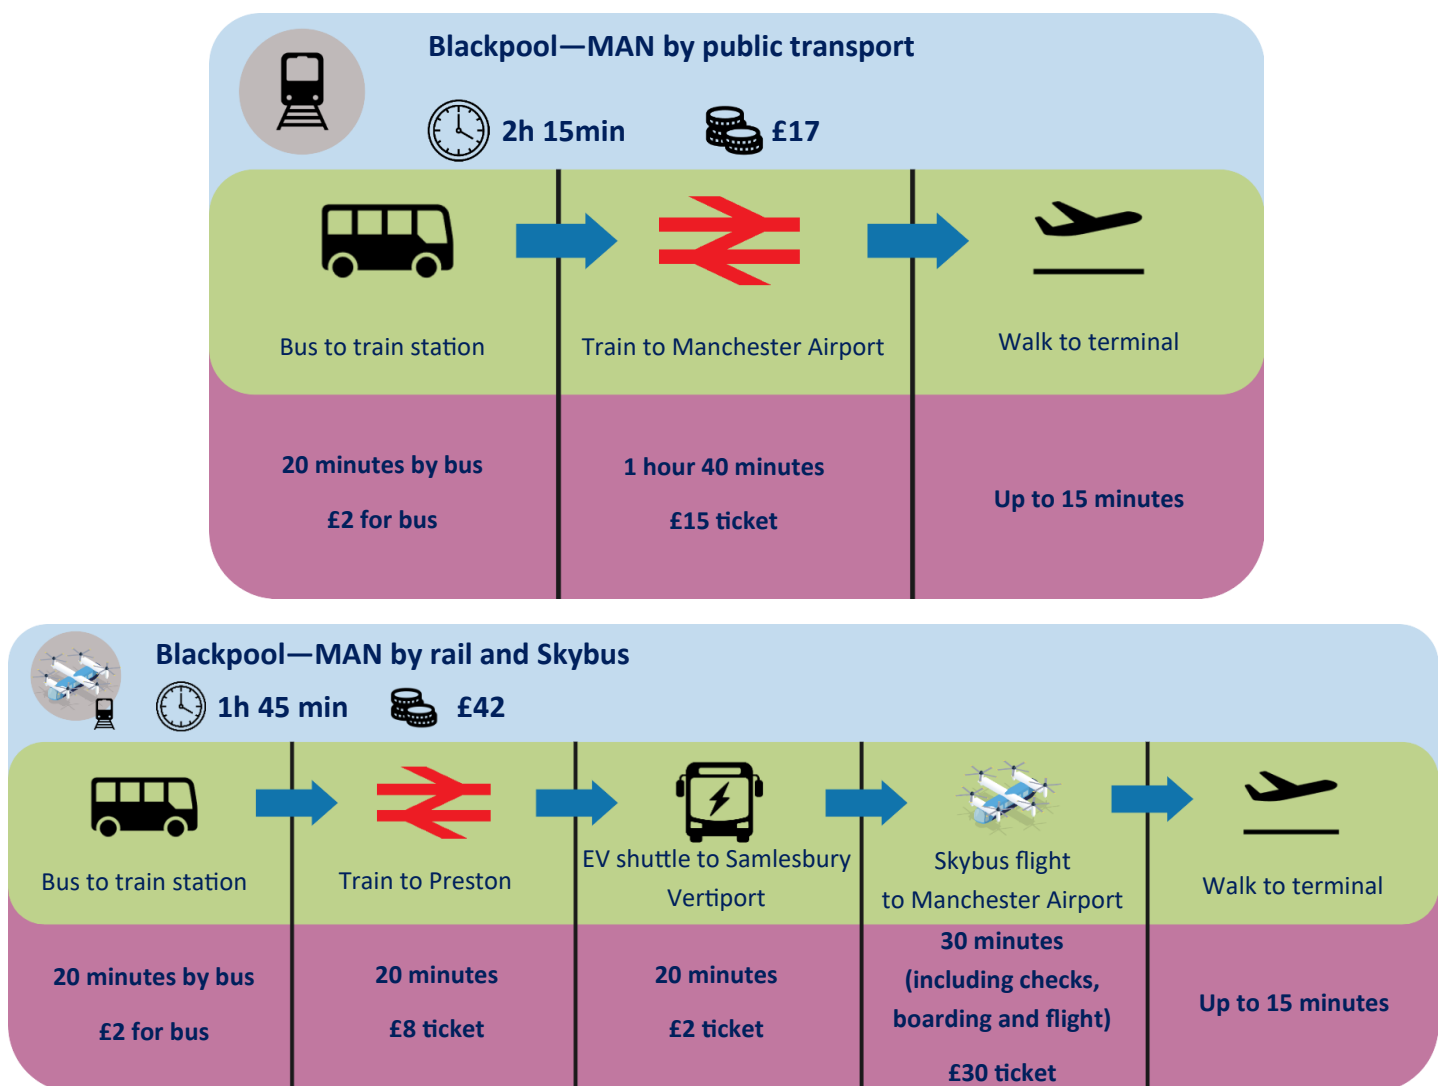 Blackpool—MAN by public transport
2h 15min
£17
Bus to train station
Train to Manchester Airport
Walk to terminal
20 minutes by bus
£2 for bus
1 hour 40 minutes
£15 ticket
Up to 15 minutes
Blackpool—MAN by rail and Skybus
1h 45 min
£42
Bus to train station
Train to Preston
EV shuttle to Samlesbury
Vertiport
Skybus flight
to Manchester Airport
Walk to terminal
20 minutes by bus
£2 for bus
20 minutes
£8 ticket
20 minutes
£2 ticket
30 minutes
(including checks,
boarding and flight)
£30 ticket
Up to 15 minutes